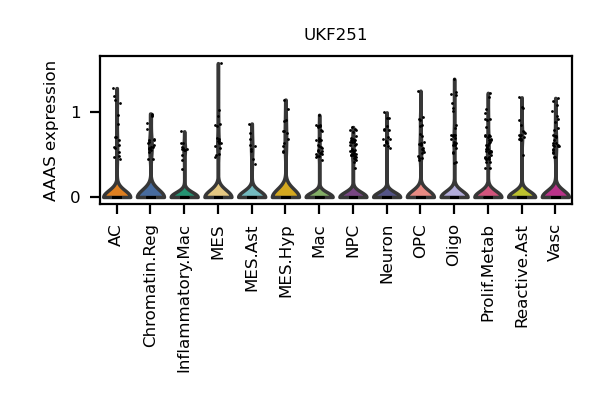 UKF251
AAAS expression
1
0
AC
Chromatin.Reg
Inflammatory.Mac
MES
MES.Ast
MES.Hyp
Mac
NPC
Neuron
OPC
Oligo
Prolif.Metab
Reactive.Ast
Vasc